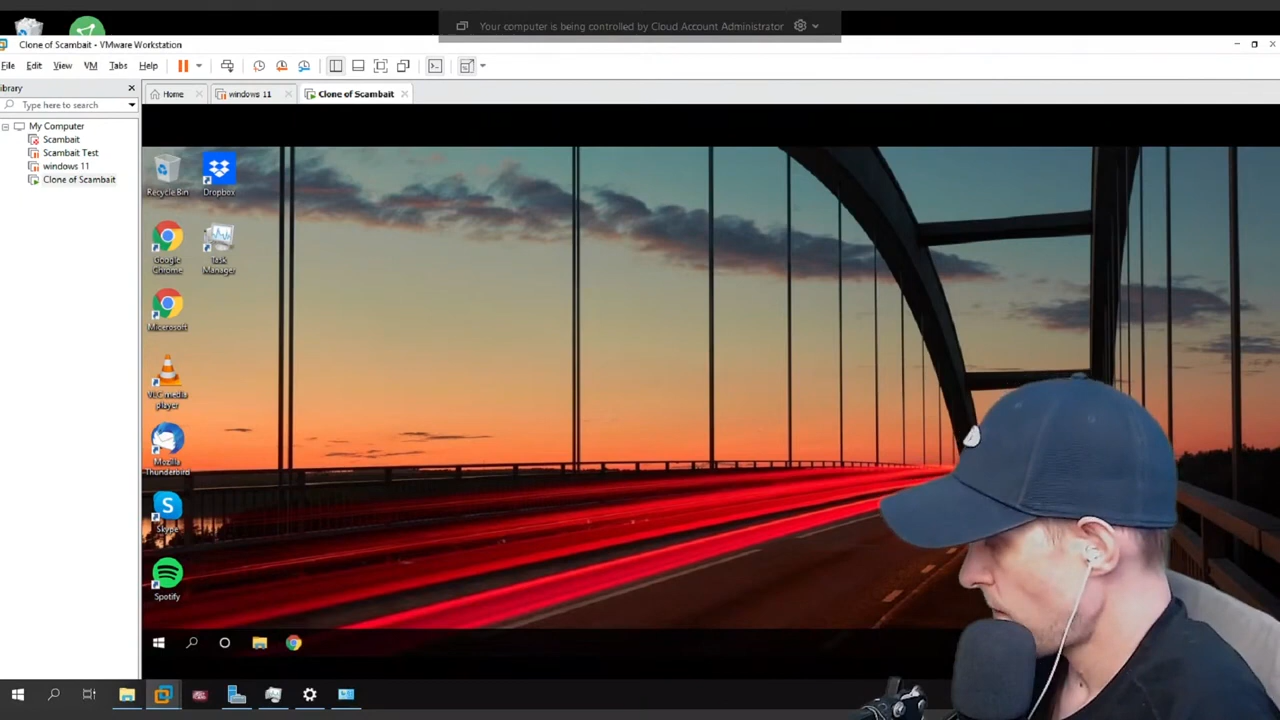 Your computer is being controlled by Cloud Account Administrator
Clone of Scambait - VMware Workstation
File Edit View VM Tabs Help
Library
Type here to search
Home
windows 11
Clone of Scambait
My Computer
Scambait
Scambait Test
windows 11
Clone of Scambait
Recycle Bin
Dropbox
Google
Chrome
Task
Manager
Micerosoft
VLC media
player
Mozilla
Thunderbird
Skype
Spotify